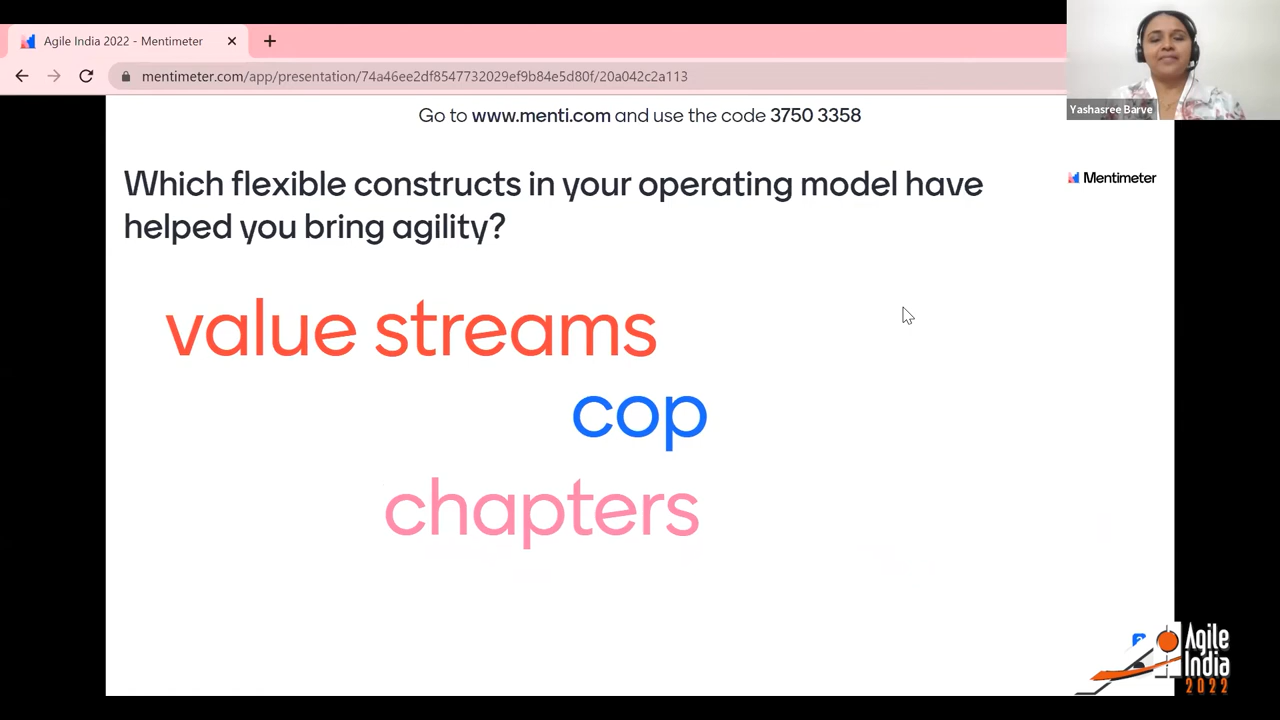 Agile India 2022 - Mentimeter
mentimeter.com/app/presentation/74a46ee2df8547732029ef9b84e5d80f/20a042c2a113
Yashasree Barve
Go to www.menti.com and use the code 3750 3358
Which flexible constructs in your operating model have
helped you bring agility?
Mentimeter
value streams
cop
chapters
Agile
India
2022